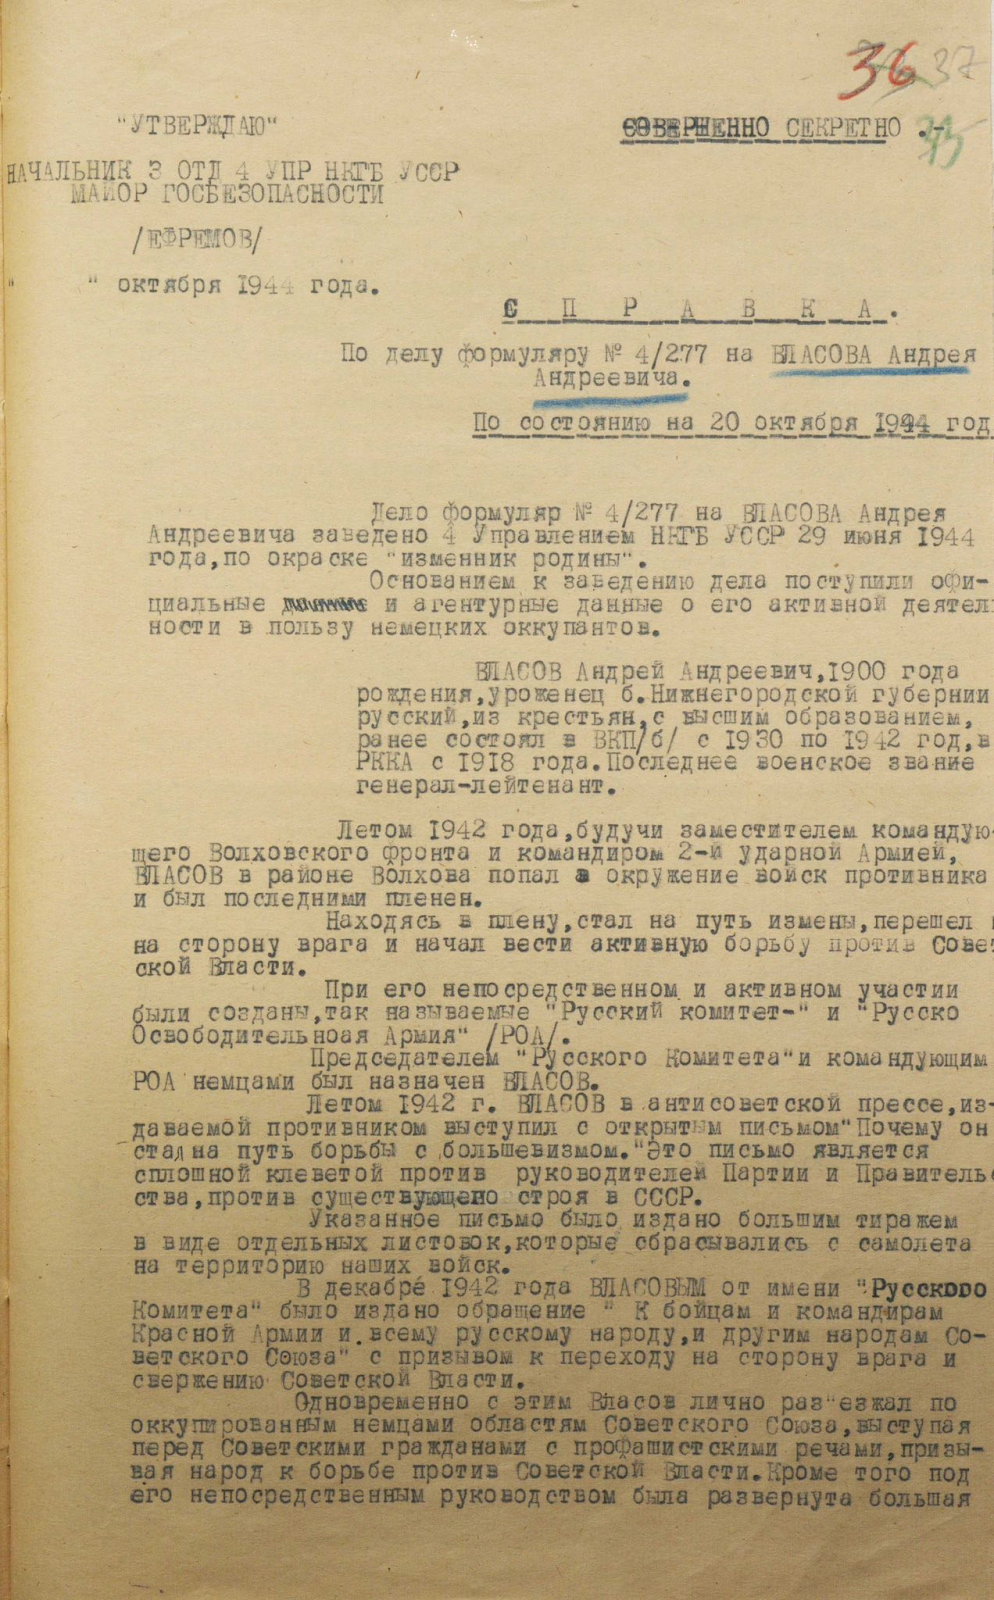 36 37
"УТВЕРЖДАЮ"
СОВЕРШЕННО СЕКРЕТНО.-
35
НАЧАЛЬНИК 3 ОТД 4 УПР НКГБ УССР
МАЙОР ГОСБЕЗОПАСНОСТИ
/ЕФРЕМОВ/
" " октября 1944 года.
С П Р А В К А.
По делу формуляру № 4/277 на ВЛАСОВА Андрея
Андреевича.
По состоянию на 20 октября 1944 год
Дело формуляр № 4/277 на ВЛАСОВА Андрея
Андреевича заведено 4 Управлением НКГБ УССР 29 июня 1944
года,по окраске "изменник родины".
Основанием к заведению дела поступили офи-
циальные и агентурные данные о его активной деятель
ности в пользу немецких оккупантов.
ВЛАСОВ Андрей Андреевич,1900 года
рождения,уроженец б.Нижнегородской губернии
русский,из крестьян,с высшим образованием,
ранее состоял в ВКП/б/ с 1930 по 1942 год,в
РККА с 1918 года.Последнее военское звание
генерал-лейтенант.
Летом 1942 года,будучи заместителем командую-
щего Волховского фронта и командиром 2-й ударной Армией,
ВЛАСОВ в районе Волхова попал в окружение войск противника
и был последними пленен.
Находясь в плену,стал на путь измены,перешел
на сторону врага и начал вести активную борьбу против Совет
ской Власти.
При его непосредственном и активном участии
были созданы,так называемые "Русский комитет-" и "Русско
Освободительноая Армия" /РОА/.
Председателем "Русского Комитета"и командующим
РОА немцами был назначен ВЛАСОВ.
Летом 1942 г. ВЛАСОВ в антисоветской прессе,из-
даваемой противником выступил с открытым письмом"Почему он
стал на путь борьбы с большевизмом."Это письмо является
сплошной клеветой против руководителей Партии и Правительс
ства,против существующего строя в СССР.
Указанное письмо было издано большим тиражем
в виде отдельных листовок,которые сбрасывались с самолета
на территорию наших войск.
В декабре 1942 года ВЛАСОВЫМ от имени "Русского
Комитета" было издано обращение " К бойцам и командирам
Красной Армии и всему русскому народу,и другим народам Со-
ветского Союза" с призывом к переходу на сторону врага и
свержению Советской Власти.
Одновременно с этим Власов лично раз"езжал по
оккупированным немцами областям Советского Союза,выступая
перед Советскими гражданами с профашистскими речами,призы-
вая народ к борьбе против Советской Власти.Кроме того под
его непосредственным руководством была развернута большая